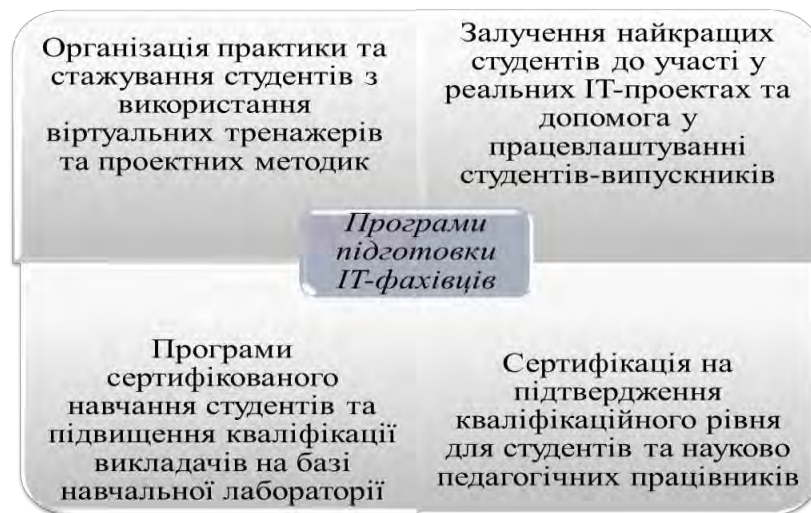 Організація практики та
стажування студентів з
використання
віртуальних тренажерів
та проектних методик
Залучення найкращих
студентів до участі у
реальних ІТ-проектах та
допомога у
працевлаштуванні
студентів-випускників
Програми
підготовки
ІТ-фахівців
Програми
сертифікованого
навчання студентів та
підвищення кваліфікації
викладачів на базі
навчальної лабораторії
Сертифікація на
підтвердження
кваліфікаційного рівня
для студентів та науково
педагогічних працівників